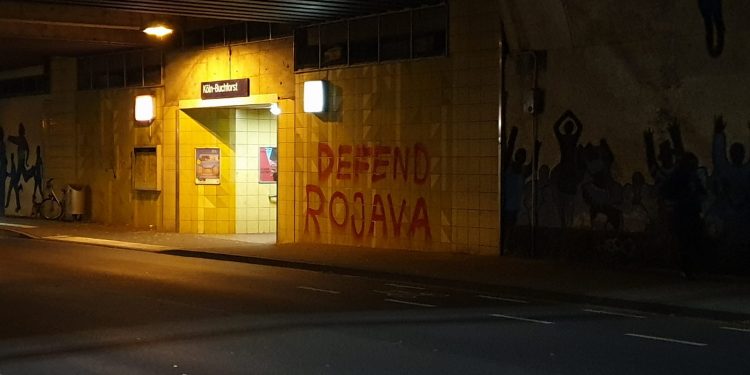 Köln-Buchforst
DEFEND
ROJAVA